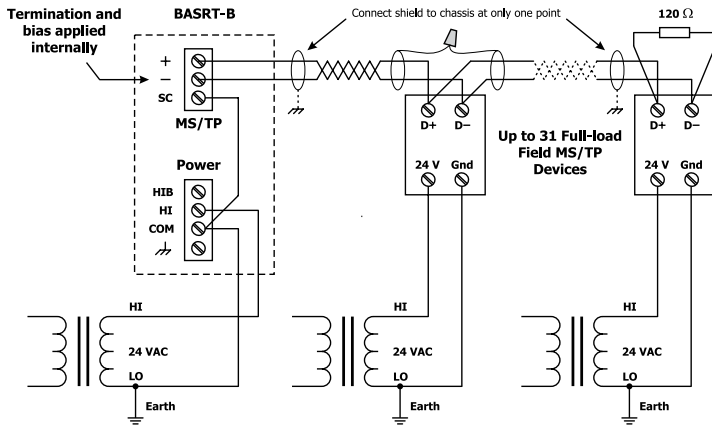 Termination and
bias applied
internally
BASRT-B
Connect shield to chassis at only one point
120 Ω
+
−
SC
MS/TP
D+ D−
Up to 31 Full-load
Field MS/TP
Devices
D+ D−
Power
24 V Gnd
24 V Gnd
HIB
HI
COM
HI
24 VAC
LO
Earth
HI
24 VAC
LO
Earth
HI
24 VAC
LO
Earth